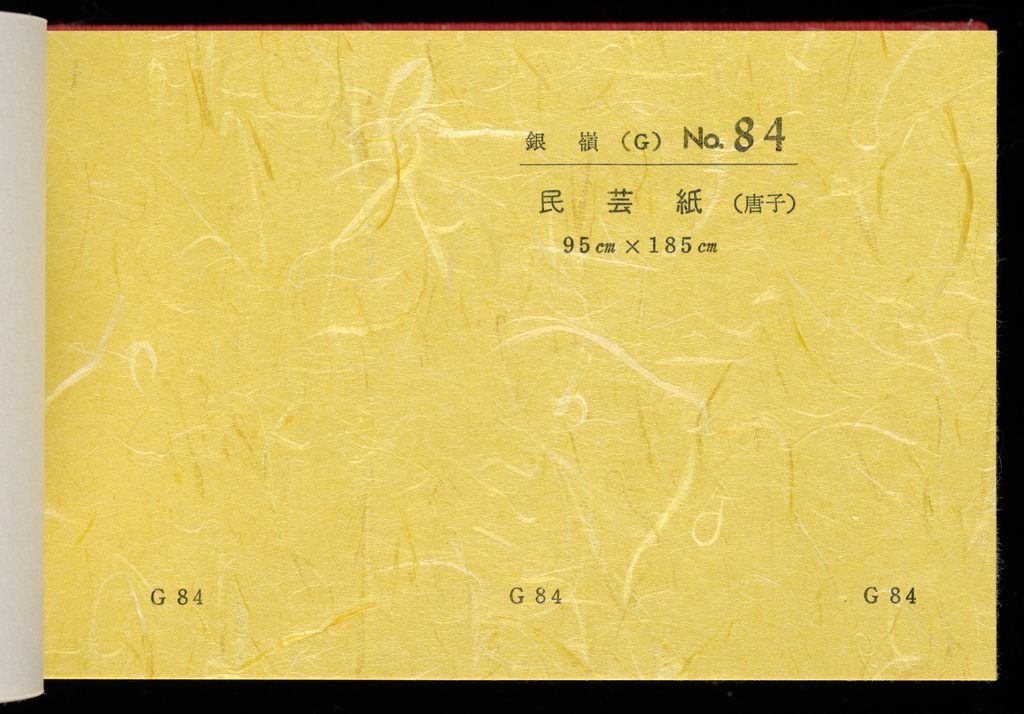 銀 嶺 （G） No. 84
民 芸 紙 （唐子）
95cm × 185cm
G 84 G 84 G 84